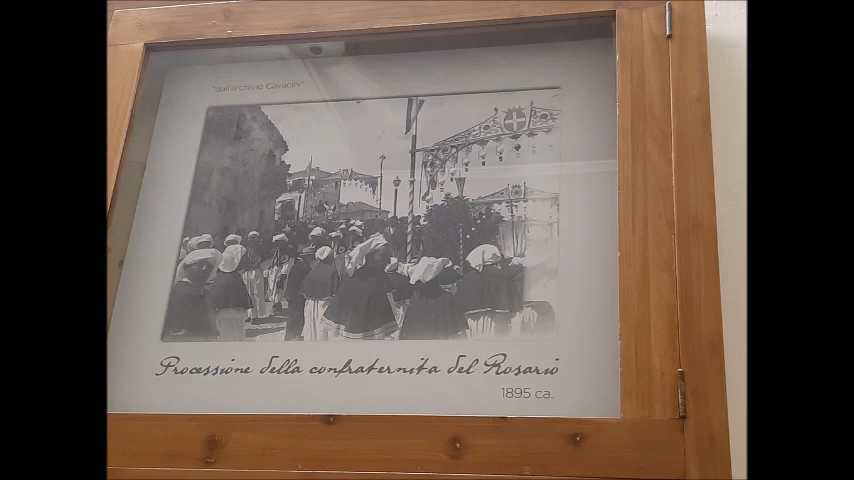 "dall'archivio Cavacini"
Processione della confraternita del Rosario
1895 ca.